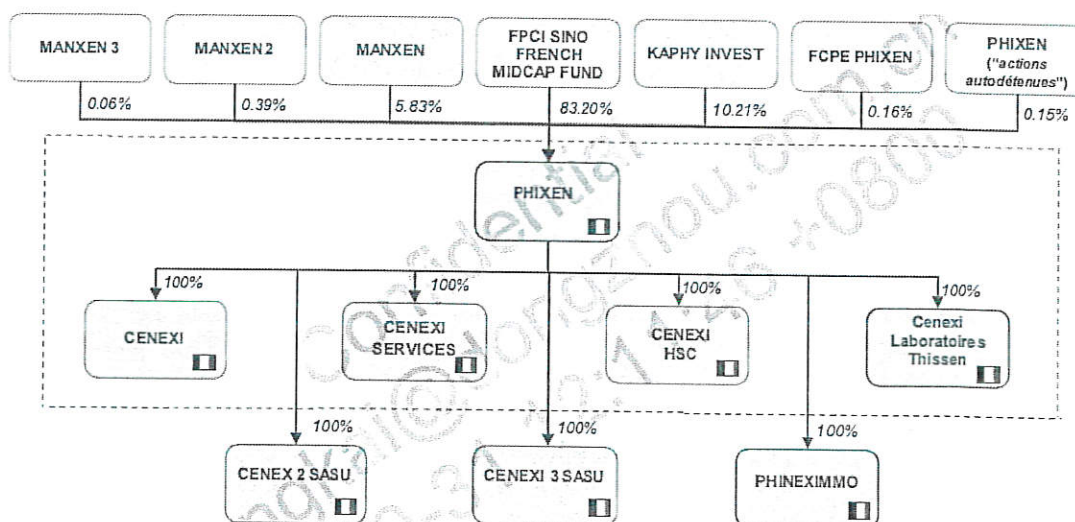 MANXEN 3
MANXEN 2
MANXEN
FPCI SINO
FRENCH
MIDCAP FUND
KAPHY INVEST
FCPE PHIXEN
PHIXEN
("actions
autodétenues")
0.06%
0.39%
5.83%
83.20%
10.21%
0.16%
0.15%
PHIXEN
100%
100%
100%
100%
CENEXI
CENEXI
SERVICES
CENEXI
HSC
Cenexi
Laboratoires
Thissen
100%
100%
100%
CENEX 2 SASU
CENEXI 3 SASU
PHINEXIMMO
confidential